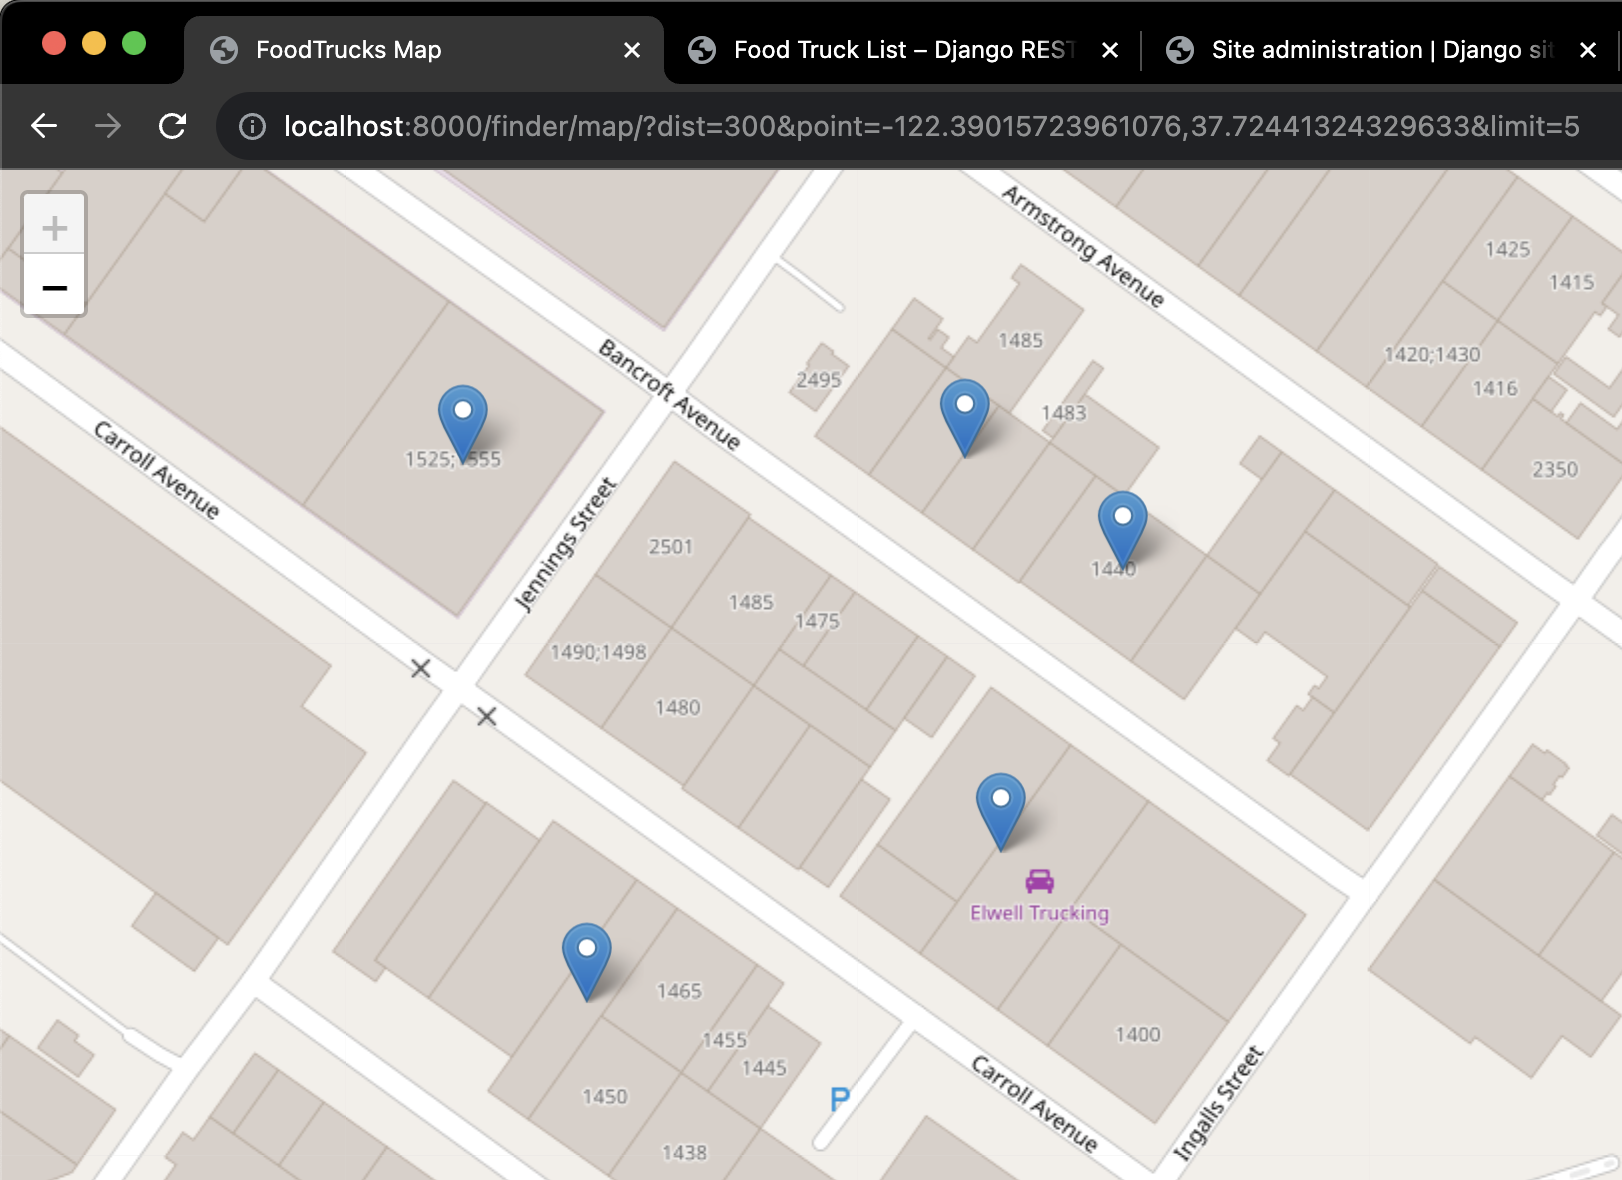 FoodTrucks Map
Food Truck List – Django REST
Site administration | Django sit
localhost:8000/finder/map/?dist=300&point=-122.39015723961076,37.72441324329633&limit=5
+
−
Armstrong Avenue
1425
1415
1485
1420;1430
2495
1416
Bancroft Avenue
1483
Carroll Avenue
1525;1555
2350
Jennings Street
2501
1440
1485
1475
1490;1498
1480
Elwell Trucking
1465
1455
1400
1445
1450
P
Carroll Avenue
Ingalls Street
1438